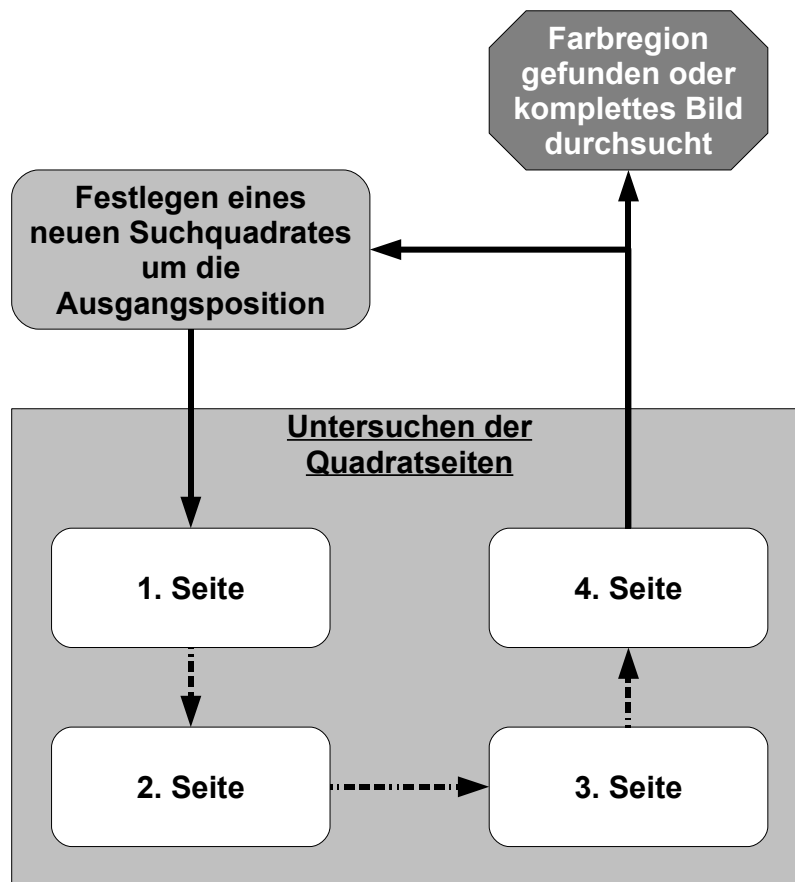 Farbregion
gefunden oder
komplettes Bild
durchsucht
Festlegen eines
neuen Suchquadrates
um die
Ausgangsposition
Untersuchen der
Quadratseiten
1. Seite
4. Seite
2. Seite
3. Seite